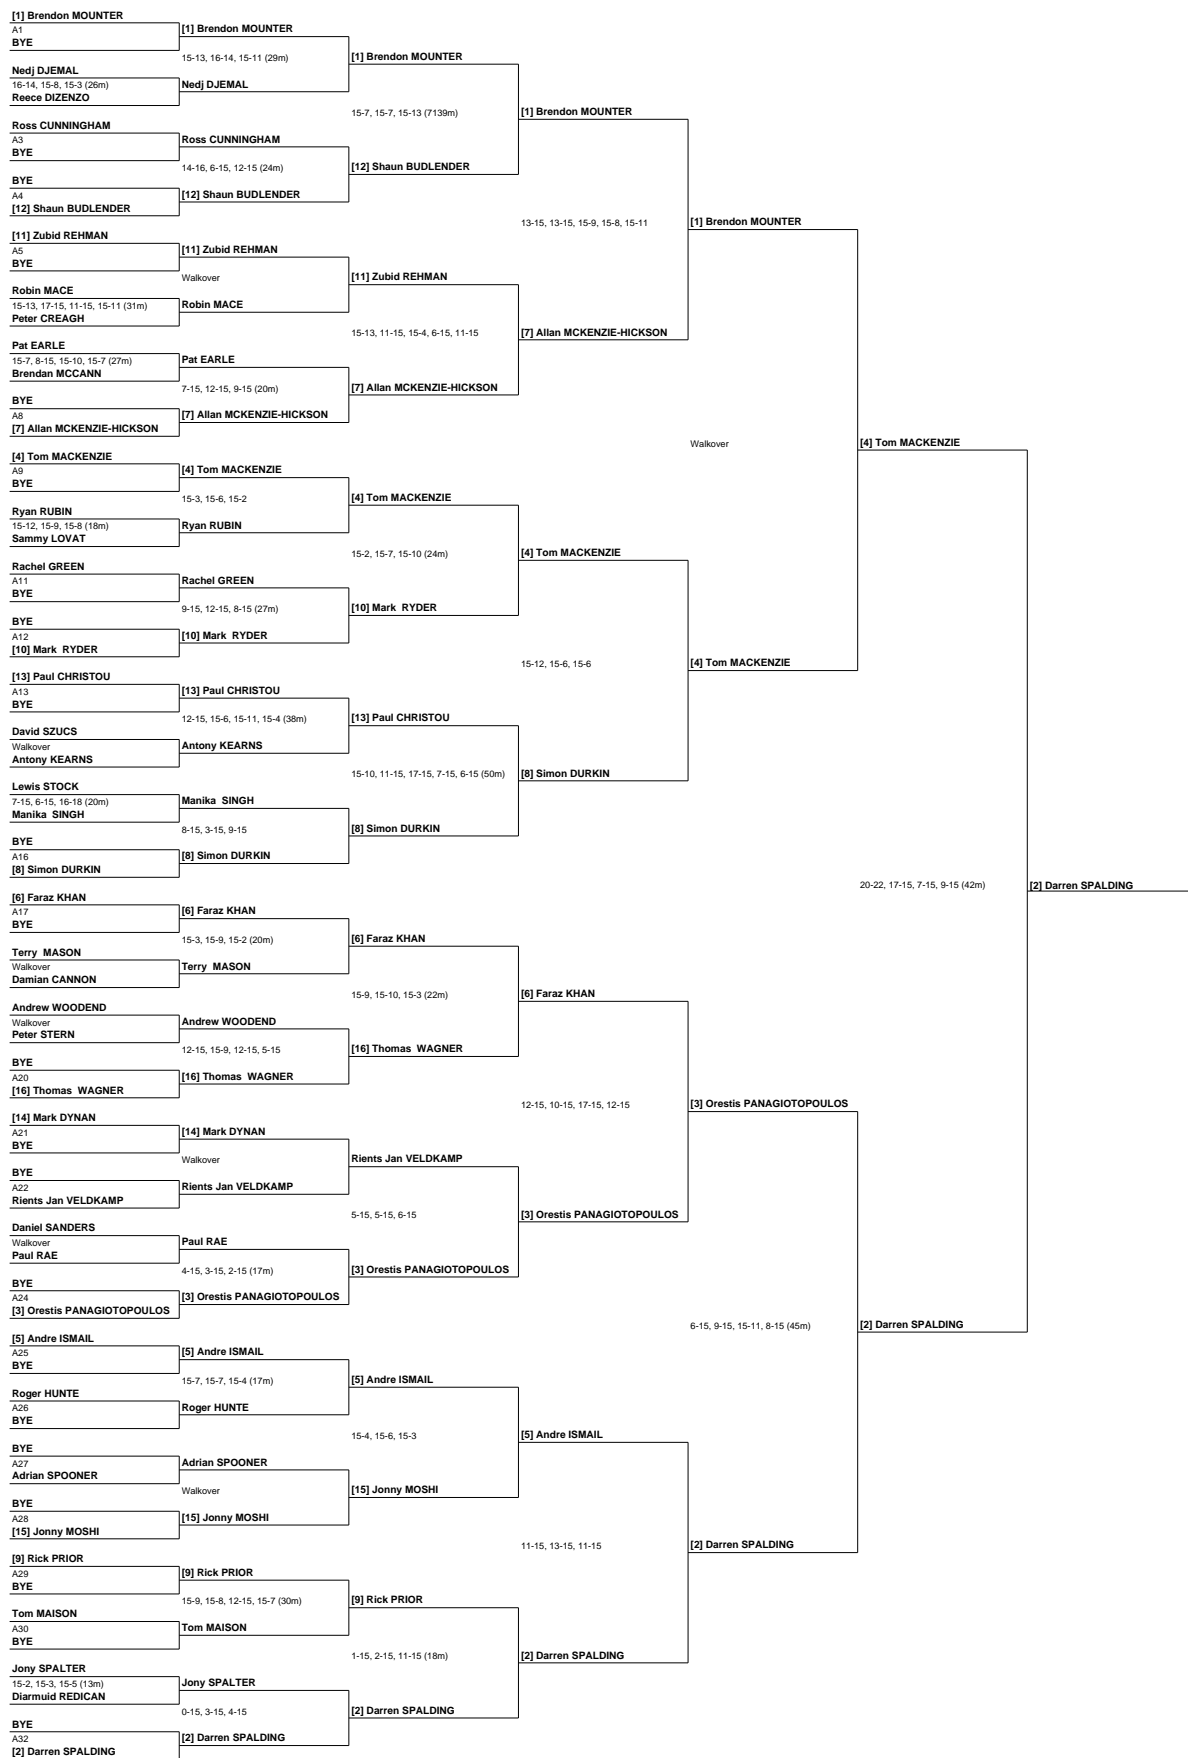 [1] Brendon MOUNTER
A1
BYE
Nedj DJEMAL
16-14, 15-8, 15-3 (26m)
Reece DIZENZO
Ross CUNNINGHAM
A3
BYE
BYE
A4
[12] Shaun BUDLENDER
[11] Zubid REHMAN
A5
BYE
Robin MACE
15-13, 17-15, 11-15, 15-11 (31m)
Peter CREAGH
Pat EARLE
15-7, 8-15, 15-10, 15-7 (27m)
Brendan MCCANN
BYE
A8
[7] Allan MCKENZIE-HICKSON
[4] Tom MACKENZIE
A9
BYE
Ryan RUBIN
15-12, 15-9, 15-8 (18m)
Sammy LOVAT
Rachel GREEN
A11
BYE
BYE
A12
[10] Mark RYDER
[13] Paul CHRISTOU
A13
BYE
David SZUCS
Walkover
Antony KEARNS
Lewis STOCK
7-15, 6-15, 16-18 (20m)
Manika SINGH
BYE
A16
[8] Simon DURKIN
[6] Faraz KHAN
A17
BYE
Terry MASON
Walkover
Damian CANNON
Andrew WOODEND
Walkover
Peter STERN
BYE
A20
[16] Thomas WAGNER
[14] Mark DYNAN
A21
BYE
BYE
A22
Rients Jan VELDKAMP
Daniel SANDERS
Walkover
Paul RAE
BYE
A24
[3] Orestis PANAGIOTOPOULOS
[5] Andre ISMAIL
A25
BYE
Roger HUNTE
A26
BYE
BYE
A27
Adrian SPOONER
BYE
A28
[15] Jonny MOSHI
[9] Rick PRIOR
A29
BYE
Tom MAISON
A30
BYE
Jony SPALTER
15-2, 15-3, 15-5 (13m)
Diarmuid REDICAN
BYE
A32
[2] Darren SPALDING
[1] Brendon MOUNTER
15-13, 16-14, 15-11 (29m)
Nedj DJEMAL
Ross CUNNINGHAM
14-16, 6-15, 12-15 (24m)
[12] Shaun BUDLENDER
[11] Zubid REHMAN
Walkover
Robin MACE
Pat EARLE
7-15, 12-15, 9-15 (20m)
[7] Allan MCKENZIE-HICKSON
[4] Tom MACKENZIE
15-3, 15-6, 15-2
Ryan RUBIN
Rachel GREEN
9-15, 12-15, 8-15 (27m)
[10] Mark RYDER
[13] Paul CHRISTOU
12-15, 15-6, 15-11, 15-4 (38m)
Antony KEARNS
Manika SINGH
8-15, 3-15, 9-15
[8] Simon DURKIN
[6] Faraz KHAN
15-3, 15-9, 15-2 (20m)
Terry MASON
Andrew WOODEND
12-15, 15-9, 12-15, 5-15
[16] Thomas WAGNER
[14] Mark DYNAN
Walkover
Rients Jan VELDKAMP
Paul RAE
4-15, 3-15, 2-15 (17m)
[3] Orestis PANAGIOTOPOULOS
[5] Andre ISMAIL
15-7, 15-7, 15-4 (17m)
Roger HUNTE
Adrian SPOONER
Walkover
[15] Jonny MOSHI
[9] Rick PRIOR
15-9, 15-8, 12-15, 15-7 (30m)
Tom MAISON
Jony SPALTER
0-15, 3-15, 4-15
[2] Darren SPALDING
[1] Brendon MOUNTER
15-7, 15-7, 15-13 (7139m)
[12] Shaun BUDLENDER
[11] Zubid REHMAN
15-13, 11-15, 15-4, 6-15, 11-15
[7] Allan MCKENZIE-HICKSON
[4] Tom MACKENZIE
15-2, 15-7, 15-10 (24m)
[10] Mark RYDER
[13] Paul CHRISTOU
15-10, 11-15, 17-15, 7-15, 6-15 (50m)
[8] Simon DURKIN
[6] Faraz KHAN
15-9, 15-10, 15-3 (22m)
[16] Thomas WAGNER
Rients Jan VELDKAMP
5-15, 5-15, 6-15
[3] Orestis PANAGIOTOPOULOS
[5] Andre ISMAIL
15-4, 15-6, 15-3
[15] Jonny MOSHI
[9] Rick PRIOR
1-15, 2-15, 11-15 (18m)
[2] Darren SPALDING
[1] Brendon MOUNTER
13-15, 13-15, 15-9, 15-8, 15-11
[7] Allan MCKENZIE-HICKSON
[4] Tom MACKENZIE
15-12, 15-6, 15-6
[8] Simon DURKIN
[6] Faraz KHAN
12-15, 10-15, 17-15, 12-15
[3] Orestis PANAGIOTOPOULOS
[5] Andre ISMAIL
11-15, 13-15, 11-15
[2] Darren SPALDING
[1] Brendon MOUNTER
Walkover
[4] Tom MACKENZIE
[3] Orestis PANAGIOTOPOULOS
6-15, 9-15, 15-11, 8-15 (45m)
[2] Darren SPALDING
[4] Tom MACKENZIE
20-22, 17-15, 7-15, 9-15 (42m)
[2] Darren SPALDING
[2] Darren SPALDING